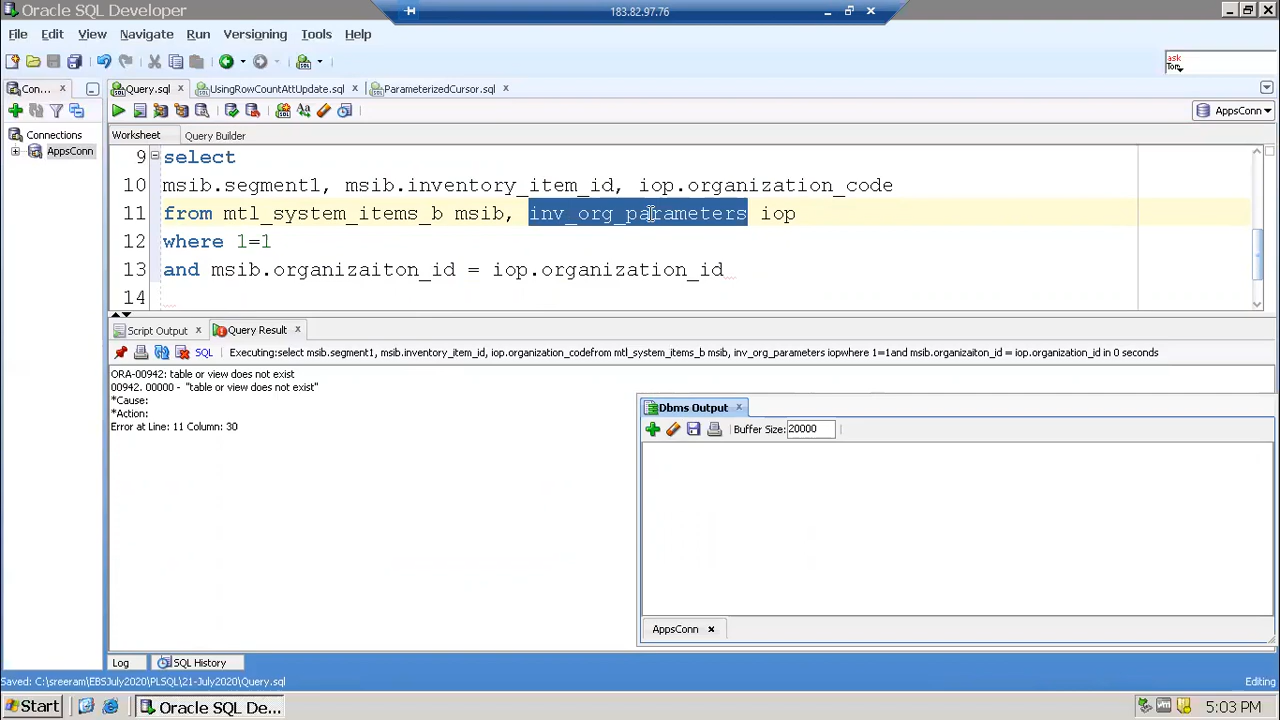 Oracle SQL Developer
183.82.97.76
File Edit View Navigate Run Versioning Tools Help
ask
Tom
Con...
Query.sql
UsingRowCountAttUpdate.sql
ParameterizedCursor.sql
AppsConn
Connections
AppsConn
Worksheet
Query Builder
9 select
10 msib.segment1, msib.inventory_item_id, iop.organization_code
11 from mtl_system_items_b msib, inv_org_parameters iop
12 where 1=1
13 and msib.organizaiton_id = iop.organization_id
14
Script Output
Query Result
SQL
Executing:select msib.segment1, msib.inventory_item_id, iop.organization_codefrom mtl_system_items_b msib, inv_org_parameters iopwhere 1=1and msib.organizaiton_id = iop.organization_id in 0 seconds
ORA-00942: table or view does not exist
00942. 00000 - "table or view does not exist"
*Cause:
*Action:
Error at Line: 11 Column: 30
Dbms Output
Buffer Size: 20000
AppsConn
Log
SQL History
Saved: C:\sreeram\EBSJuly2020\PLSQL\21-July2020\Query.sql
Editing
Start
Oracle SQL De...
5:03 PM